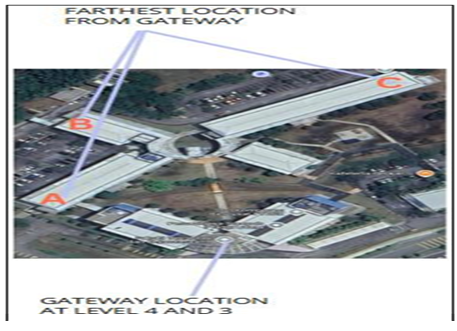 FARTHEST LOCATION
FROM GATEWAY
B
C
A
GATEWAY LOCATION
AT LEVEL 4 AND 3